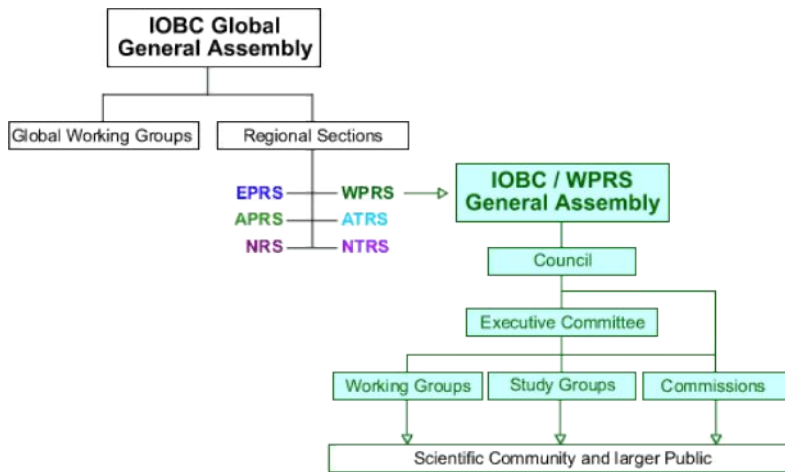 IOBC Global
General Assembly
Global Working Groups
Regional Sections
EPRS
WPRS
APRS
ATRS
NRS
NTRS
IOBC / WPRS
General Assembly
Council
Executive Committee
Working Groups
Study Groups
Commissions
Scientific Community and larger Public